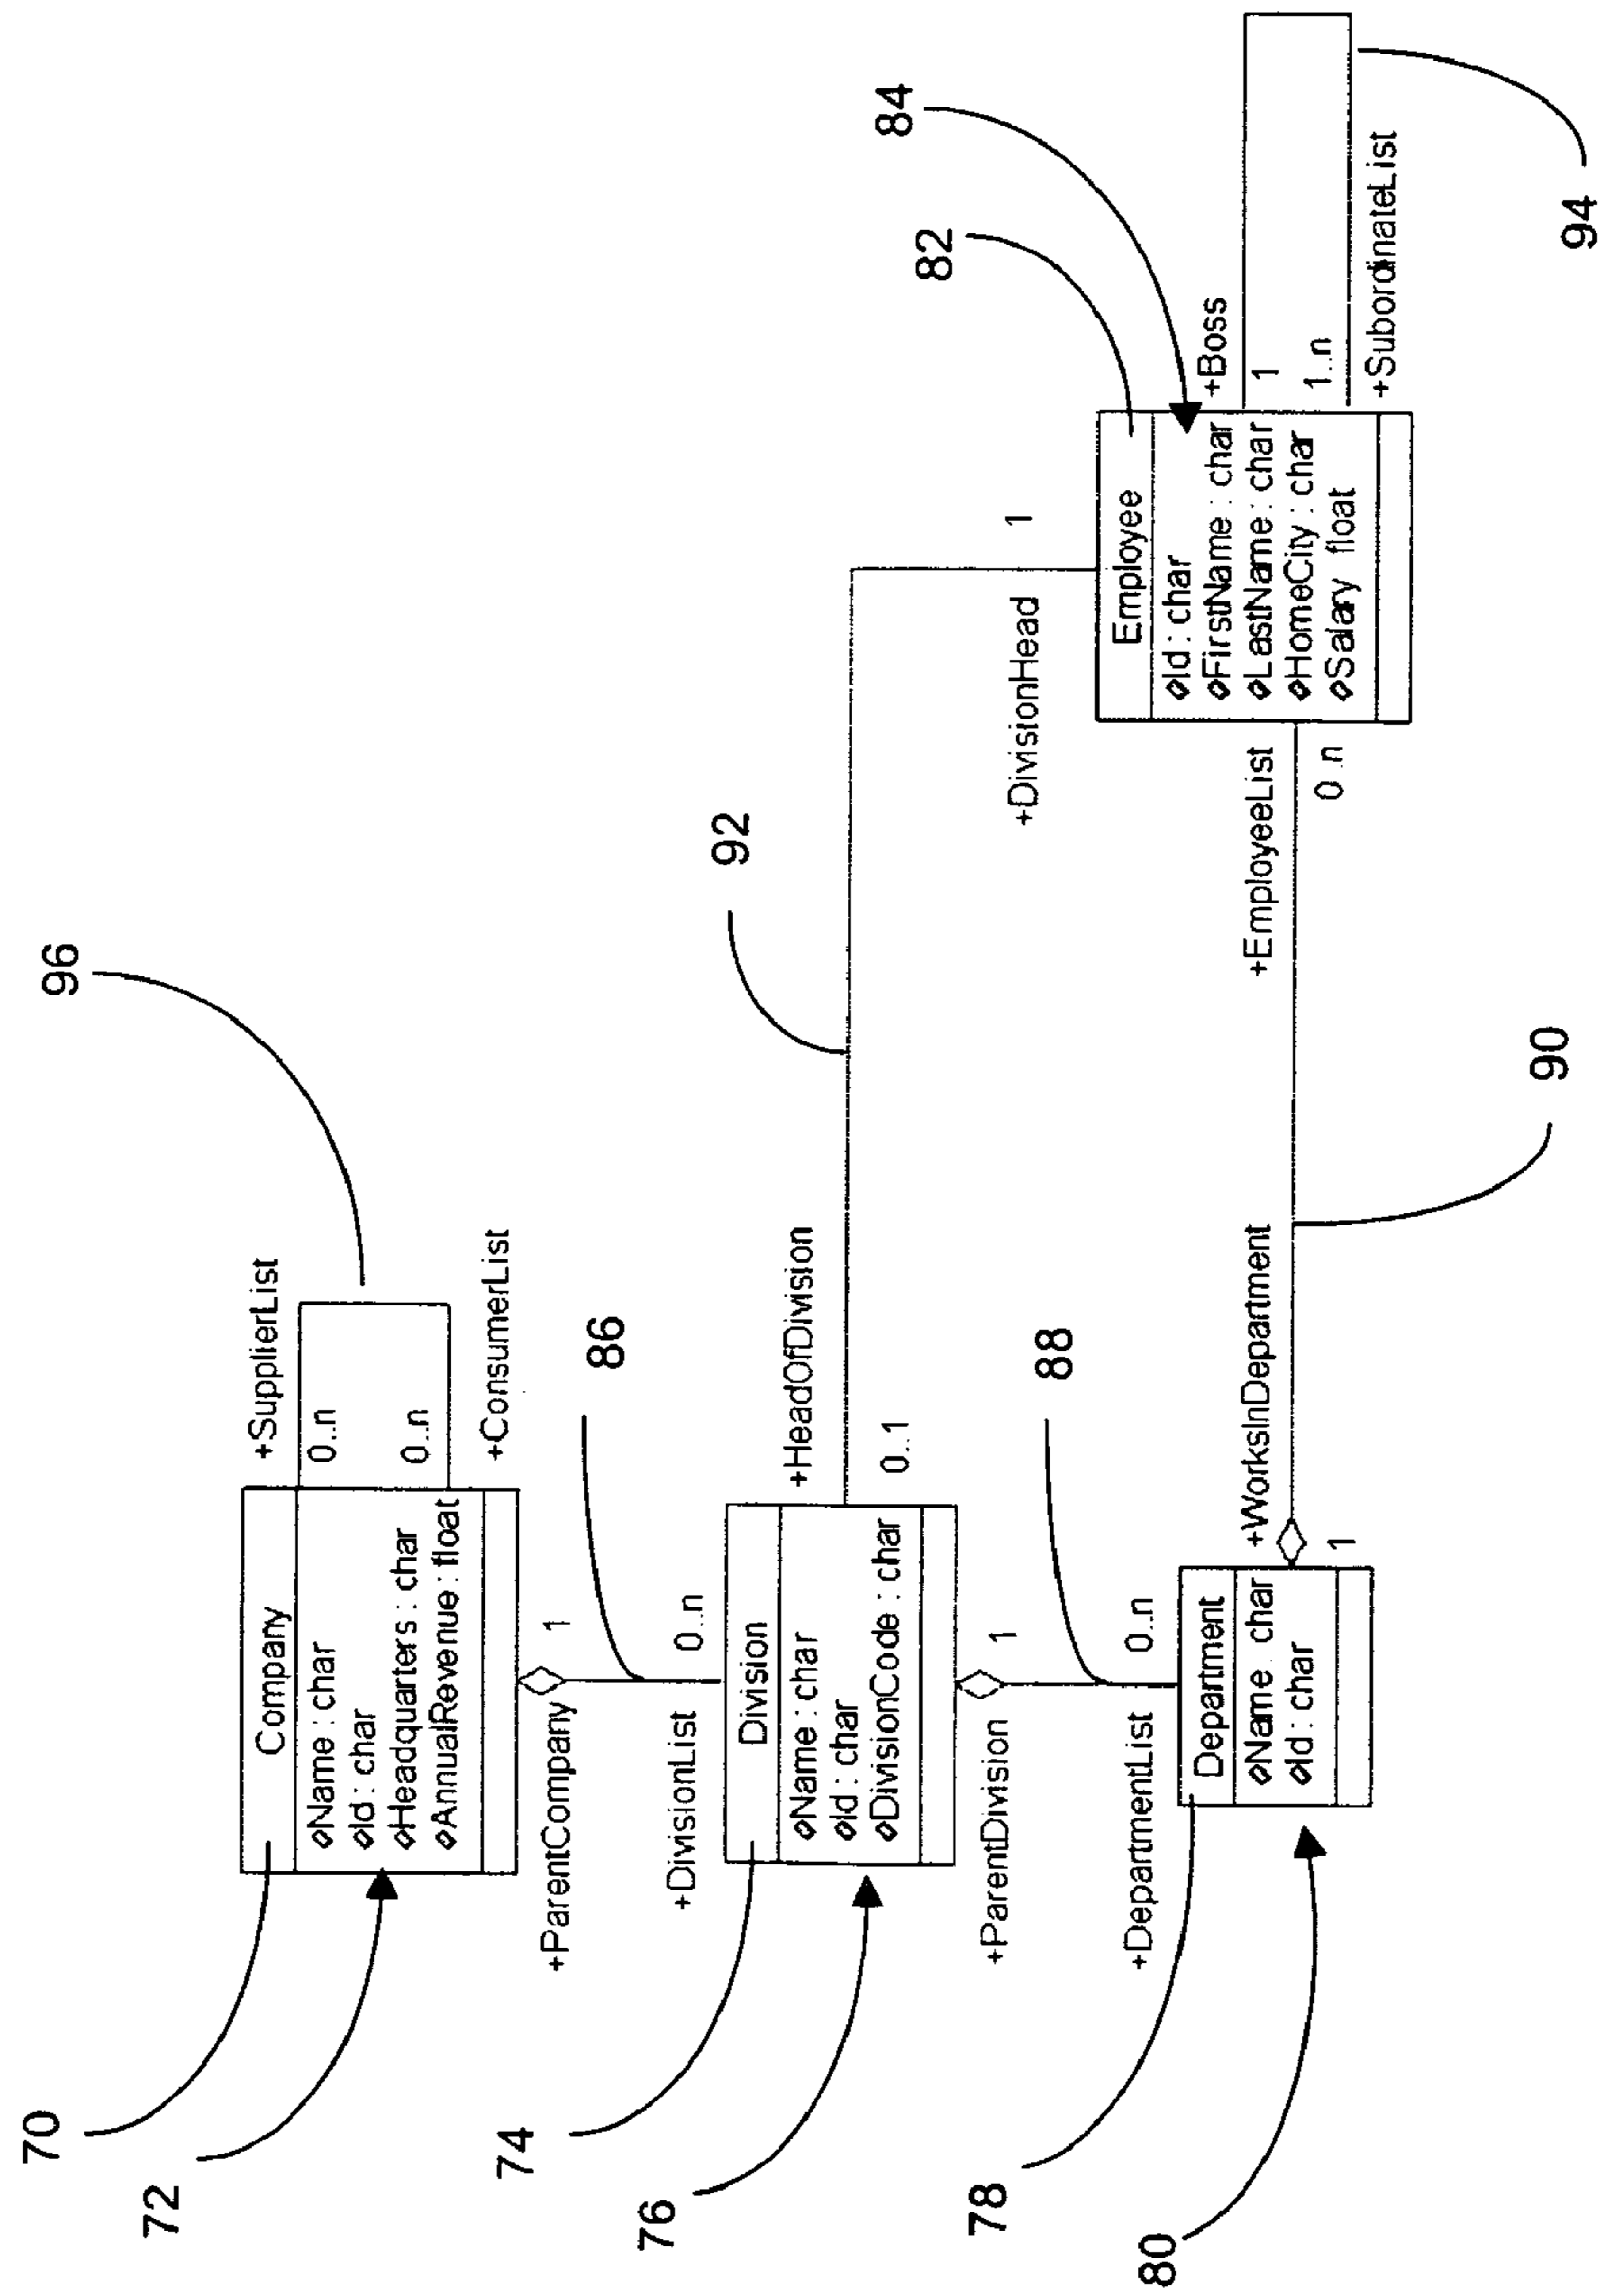 96
70
+SupplierList
Company
0..n
Name : char
72
Id : char
Headquarters : char
0..n
AnnualRevenue : float
+ConsumerList
+ParentCompany
1
86
74
+DivisionList
0..n
92
76
Division
+HeadOfDivision
Name : char
Id : char
DivisionCode : char
0..1
84
82
+ParentDivision
1
+DivisionHead
1
78
88
+DepartmentList
0..n
Employee
80
Department
Id : char
+Boss
FirstName : char
Name char
+WorksInDepartment
+EmployeeList
LastName : char
1
Id : char
HomeCity : char
1..n
1
0..n
Salary float
+SubordinateList
90
94